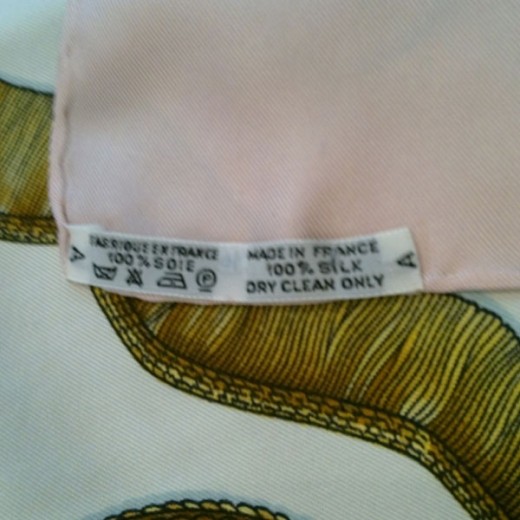 A
FABRIQUE EN FRANCE
100% SOIE
P
MADE IN FRANCE
100% SILK
DRY CLEAN ONLY
A